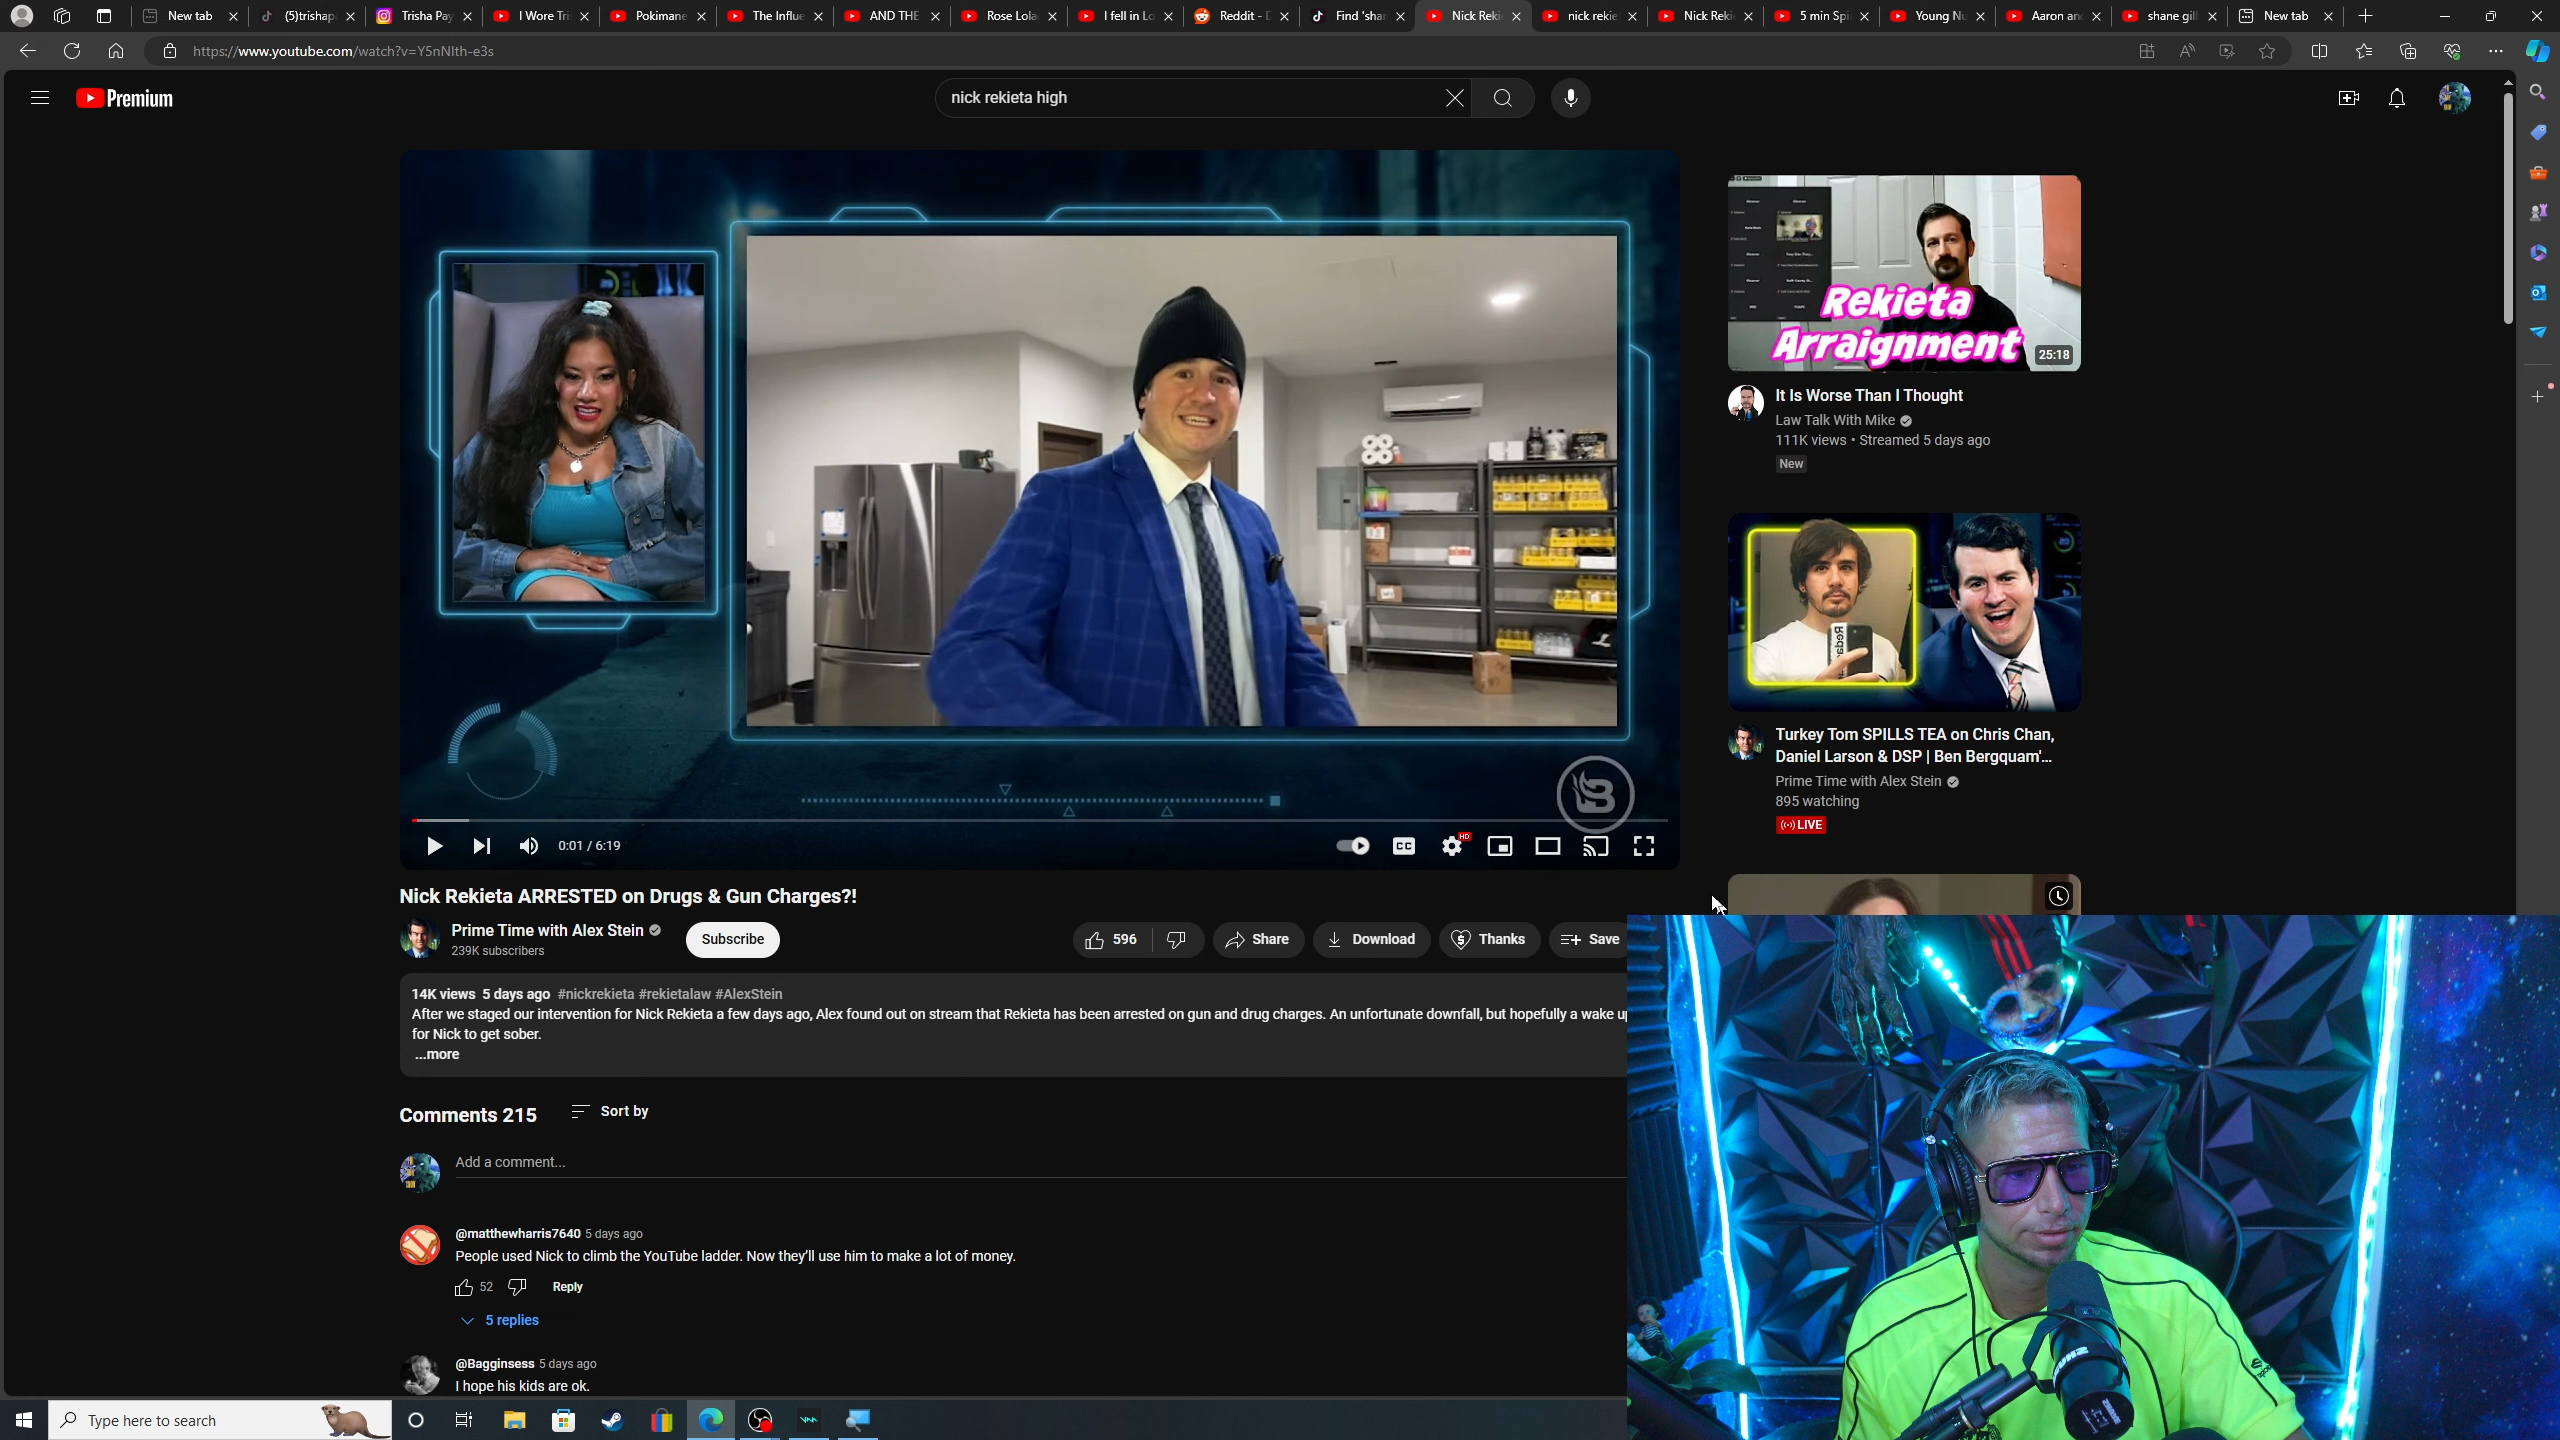 New tab
(5)trishapa
Trisha Pay
I Wore Tri
Pokimane
The Influe
AND THE
Rose Lola
I fell in Lo
Reddit - D
Find 'shan
Nick Reki
nick rekie
Nick Reki
5 min Spi
Young Nu
Aaron an
shane gill
New tab
https://www.youtube.com/watch?v=Y5nNlth-e3s
Premium
nick rekieta high
0:01 / 6:19
CC
HD
Nick Rekieta ARRESTED on Drugs & Gun Charges?!
Prime Time with Alex Stein
239K subscribers
Subscribe
596
Share
Download
Thanks
Save
14K views 5 days ago #nickrekieta #rekietalaw #AlexStein
After we staged our intervention for Nick Rekieta a few days ago, Alex found out on stream that Rekieta has been arrested on gun and drug charges. An unfortunate downfall, but hopefully a wake up
for Nick to get sober.
...more
Comments 215
Sort by
Add a comment...
@matthewharris7640 5 days ago
People used Nick to climb the YouTube ladder. Now they'll use him to make a lot of money.
52
Reply
5 replies
@Bagginsess 5 days ago
I hope his kids are ok.
Rekieta
Arraignment
25:18
It Is Worse Than I Thought
Law Talk With Mike
111K views • Streamed 5 days ago
New
Turkey Tom SPILLS TEA on Chris Chan,
Daniel Larson & DSP | Ben Bergquam'...
Prime Time with Alex Stein
895 watching
LIVE
Type here to search
SHURE